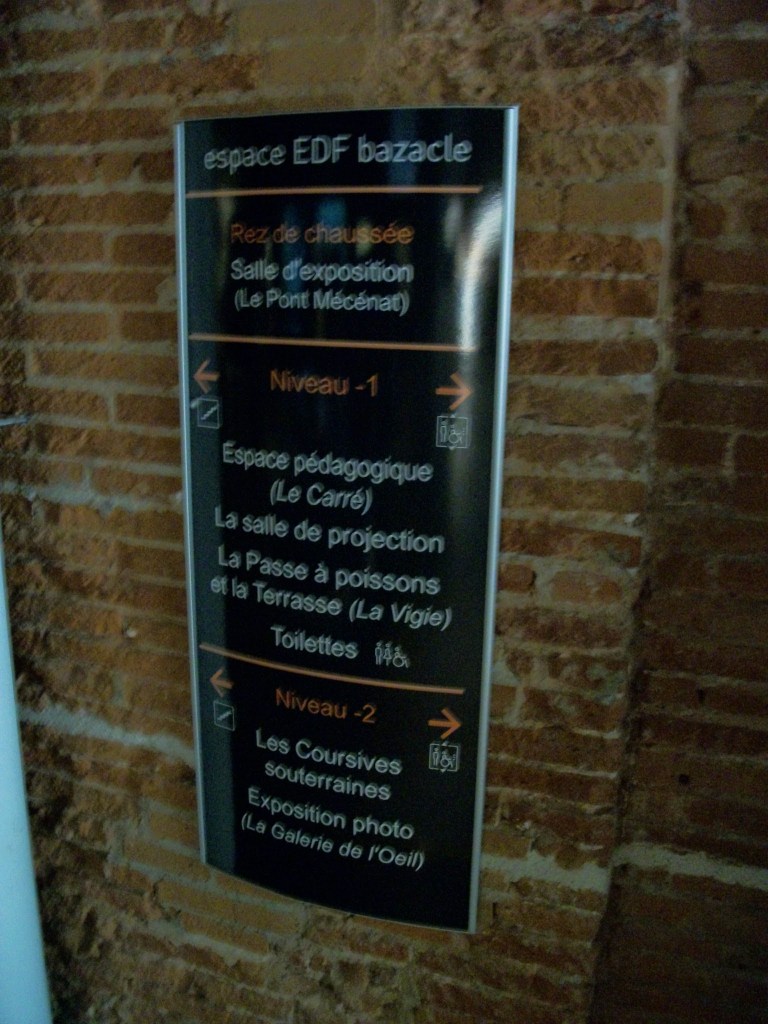 espace EDF bazacle
Rez de chaussée
Salle d'exposition
(Le Pont Mécénat)
Niveau -1
Espace pédagogique
(Le Carré)
La salle de projection
La Passe à poissons
et la Terrasse (La Vigie)
Toilettes
Niveau -2
Les Coursives
souterraines
Exposition photo
(La Galerie de l'Oeil)